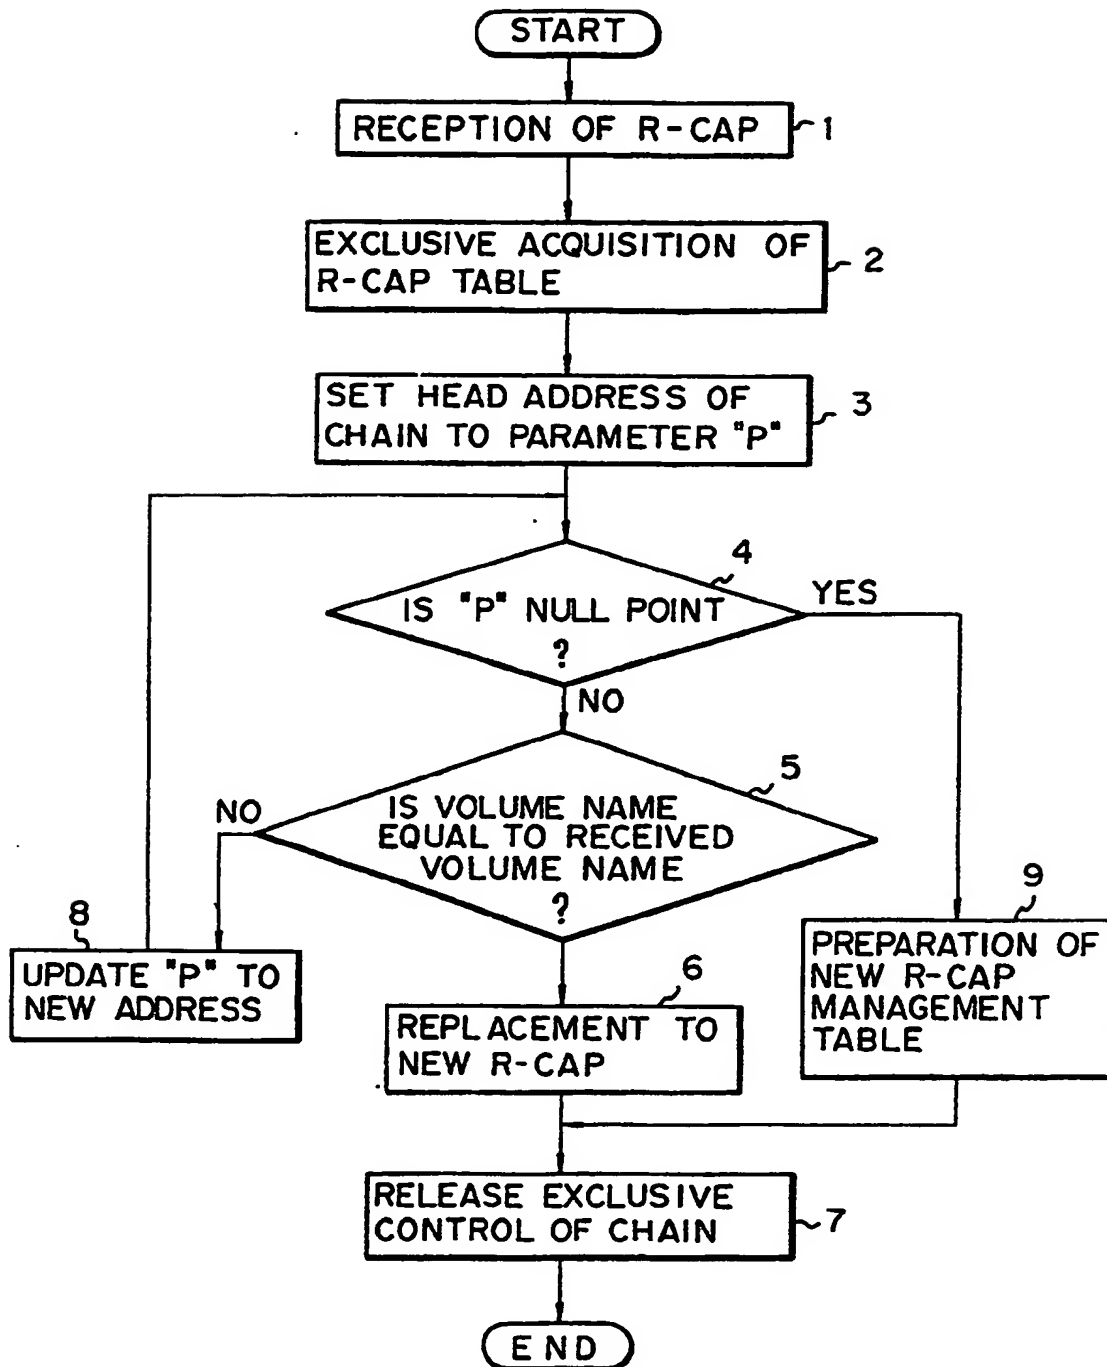 START
RECEPTION OF R-CAP
1
EXCLUSIVE ACQUISITION OF
R-CAP TABLE
2
SET HEAD ADDRESS OF
CHAIN TO PARAMETER "P"
3
4
IS "P" NULL POINT
?
YES
NO
5
IS VOLUME NAME
EQUAL TO RECEIVED
VOLUME NAME
?
NO
8
UPDATE "P" TO
NEW ADDRESS
6
REPLACEMENT TO
NEW R-CAP
9
PREPARATION OF
NEW R-CAP
MANAGEMENT
TABLE
RELEASE EXCLUSIVE
CONTROL OF CHAIN
7
END